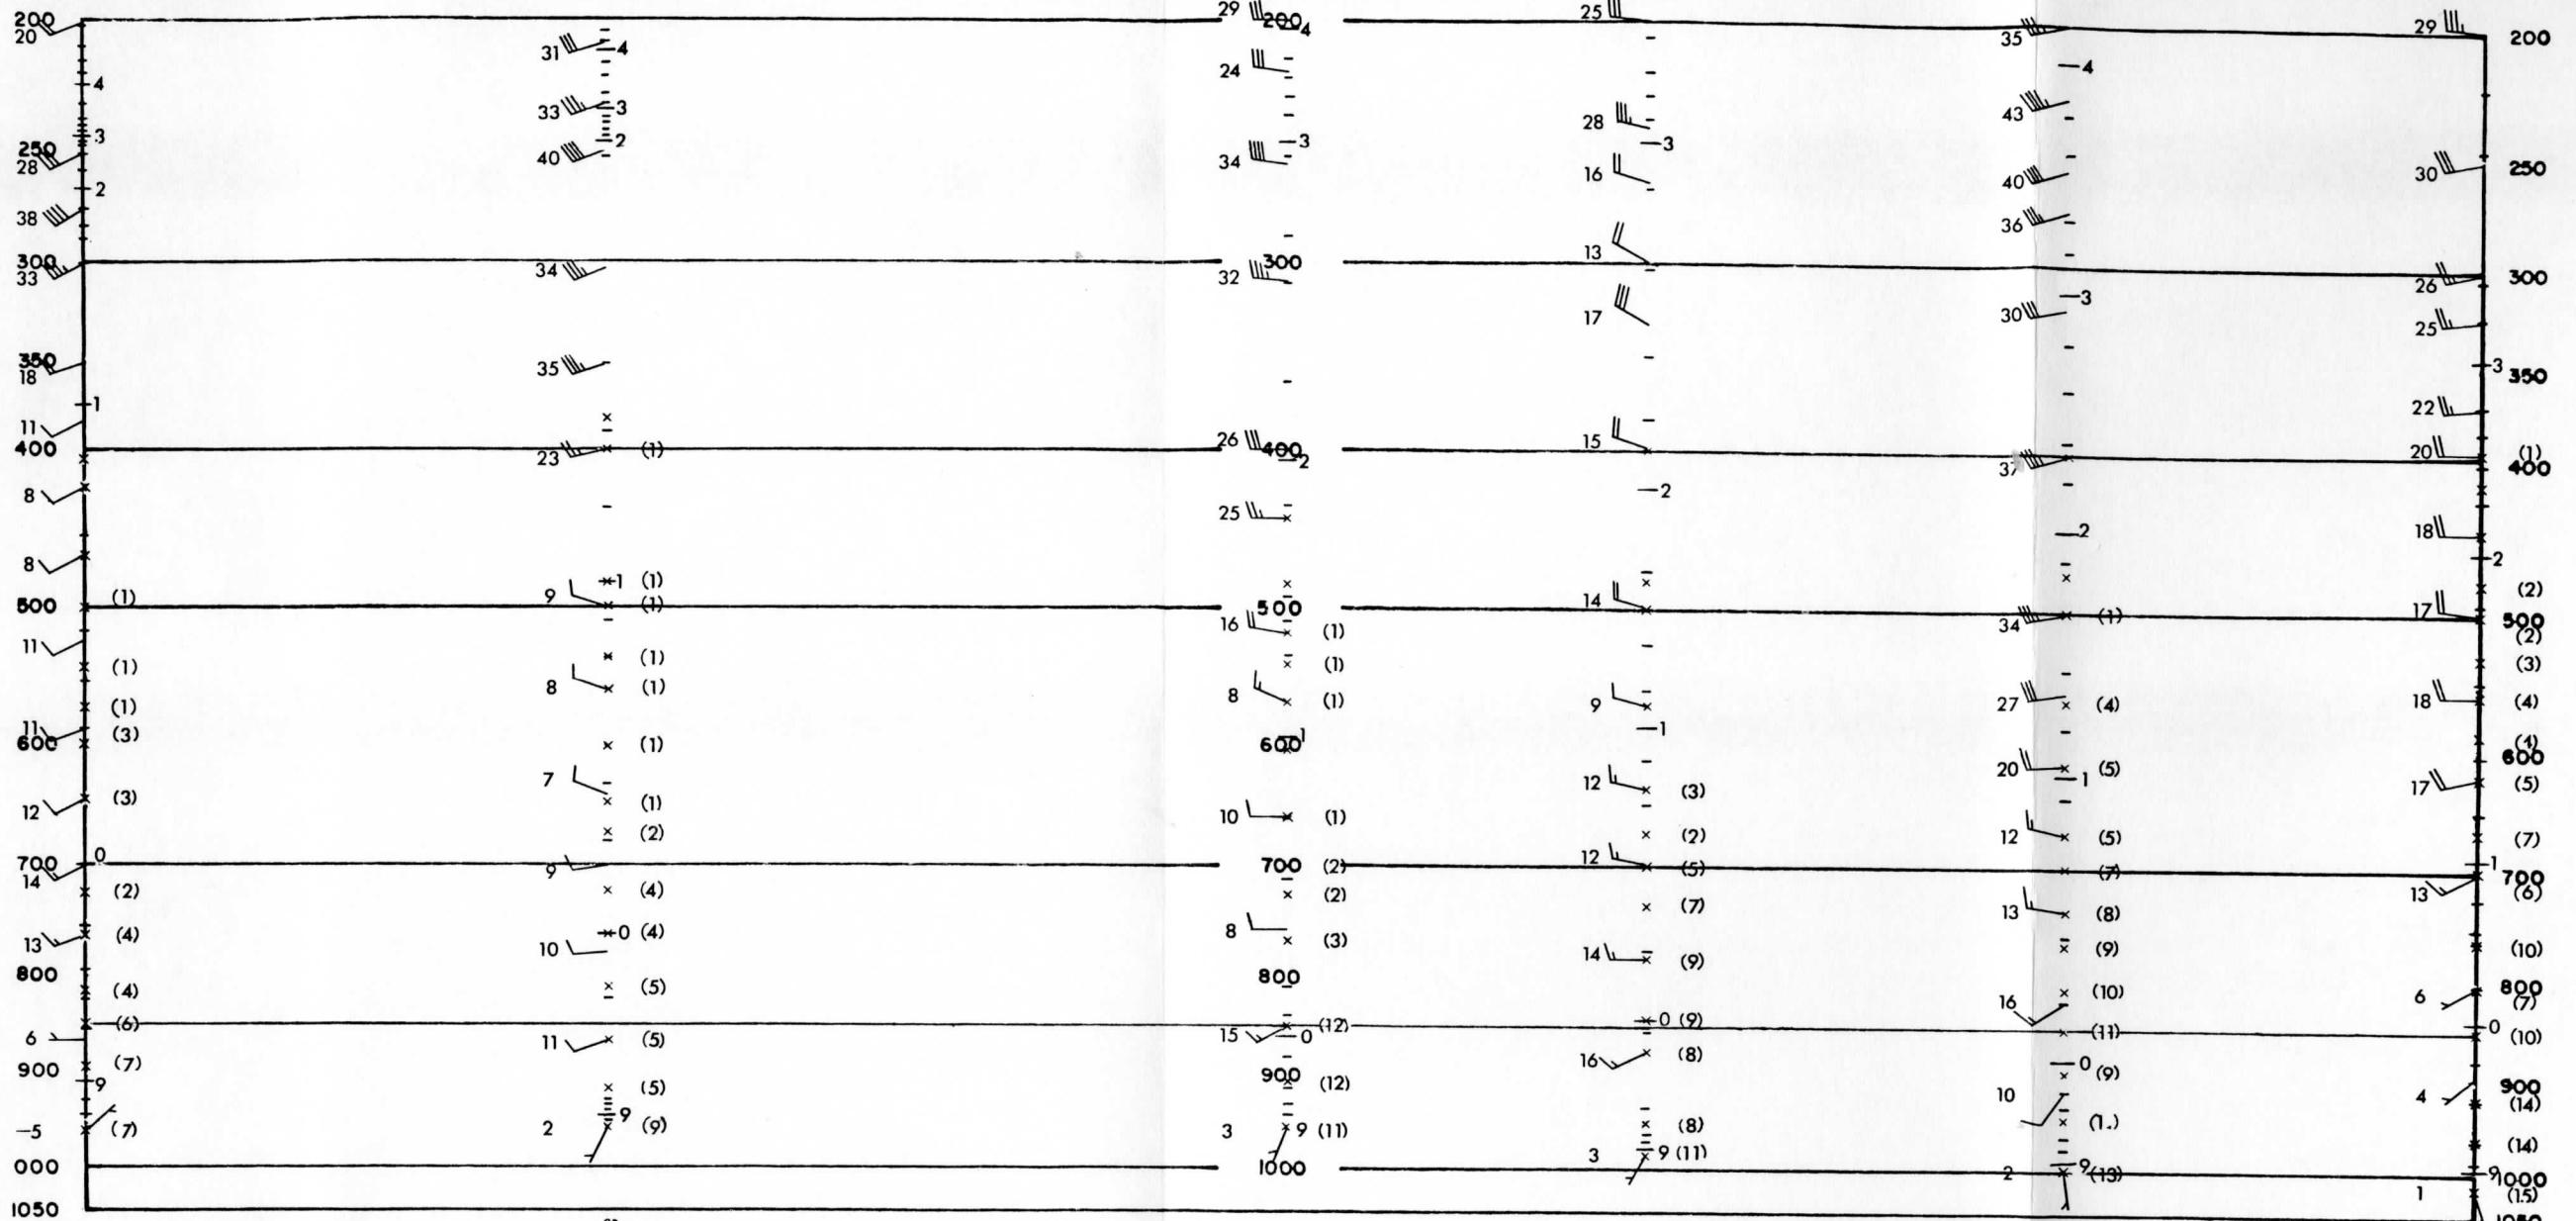 200 29 200 4 25 35 29 200
20 31 4
4 24 4
33 3 28 43
3 2 3 3
250 40 34 16 40 30 250
28
2
38 36
300 34 32 300 13 300
33 26
17 30 3 25
350 35 3 350
18
1 22
11 26 15 20 (1)
400 23 (1) 400 2 37 400
8 2
25 2 18
8 2
1 (1) (2)
(1) 9 14 17
500 (1) 500 34 (1) 500
16 (1) (2)
11 (1) (1) (3)
(1)
8 (1) 8 (1) 9 27 (4) 18 (4)
(1)
11 (3) 1 1 (4)
600 (1) 600 600
7 20 (5)
12 (3) 1 17 (5)
12 (3) (1) 10 (1)
(2) (2) 12 (5) (7)
0 12 1
700 9 700 (2) (5) (7) 700
14 (2) (4) (2) 13 (6)
(7) 13 (8)
13 (4) 0 (4) 8 (3)
10 14 (9) (9) (10)
800 800
(4) (5) (10) 6 800
16 (7)
(6) (12) 0 (9) (11) 0
6 11 (5) 15 0 (10)
(7) 16 (8) 0
900 900 (12) (9)
9 (5) 10 4 900
9 (14)
-5 (7) 2 (9) 3 9 (11) (8)
3 9 (11) (14)
000 1000 2 9 (13) 9 1000
1 (15)
1050 1050